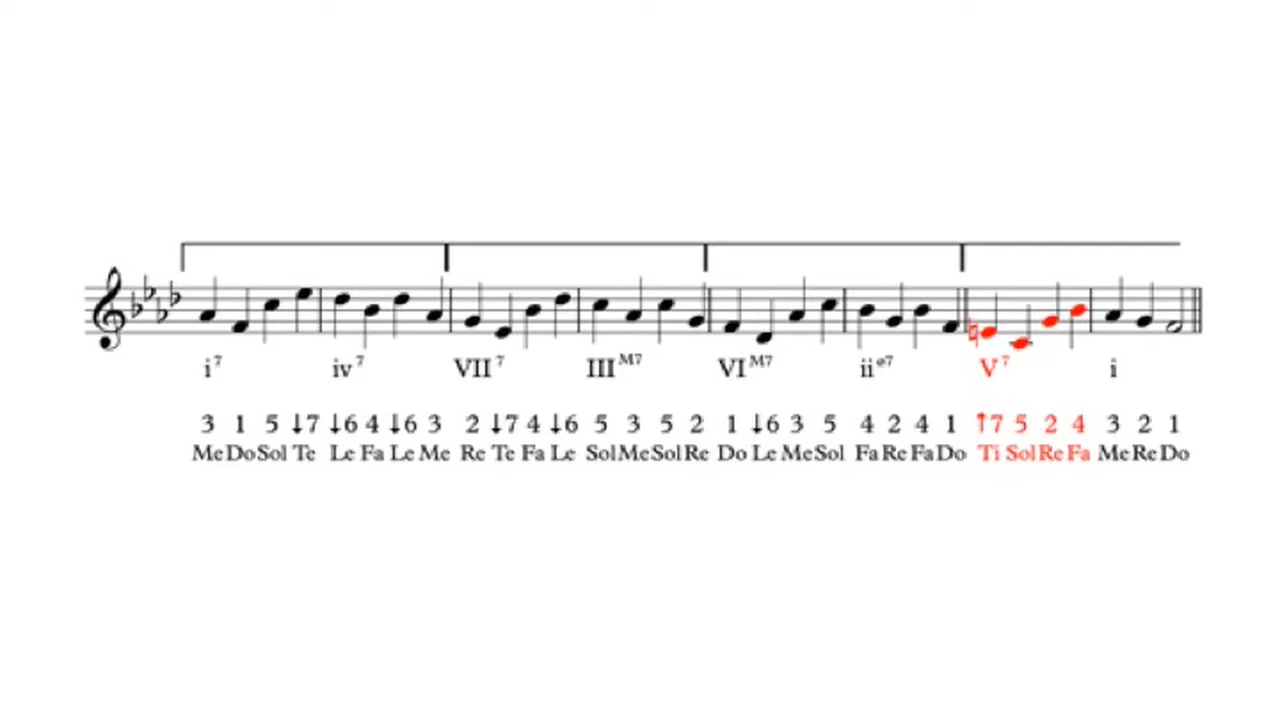 i7 iv7 VII7 IIIM7 VIM7 iiø7 V7 i
3 1 5 ↓7 ↓6 4 ↓6 3 2 ↓7 4 ↓6 5 3 5 2 1 ↓6 3 5 4 2 4 1 ↑7 5 2 4 3 2 1
Me Do Sol Te Le Fa Le Me Re Te Fa Le Sol Me Sol Re Do Le Me Sol Fa Re Fa Do Ti Sol Re Fa Me Re Do